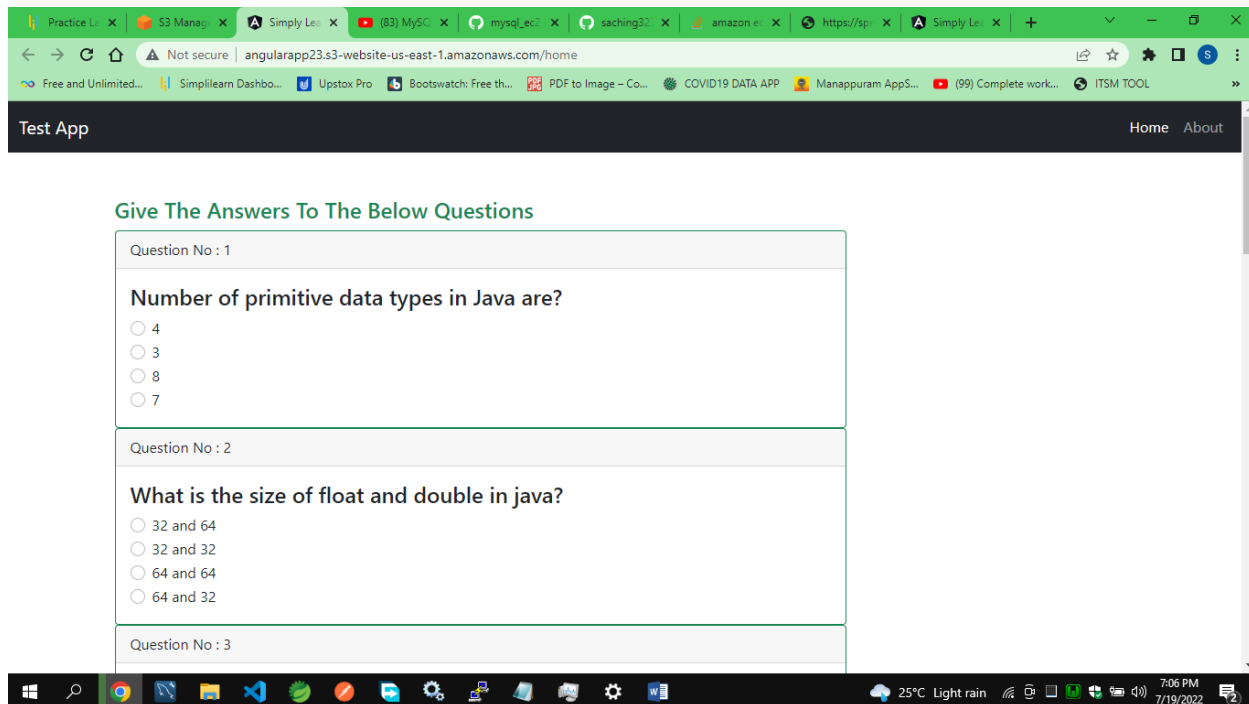 Practice La
S3 Manage
Simply Lea
(83) MySQ
mysql_ec2
saching32
amazon ec
https://spr
Simply Lea
Not secure | angularapp23.s3-website-us-east-1.amazonaws.com/home
S
Free and Unlimited...
Simplilearn Dashbo...
Upstox Pro
Bootswatch: Free th...
PDF to Image – Co...
COVID19 DATA APP
Manappuram AppS...
(99) Complete work...
ITSM TOOL
»
Test App
Home About
Give The Answers To The Below Questions
Question No : 1
Number of primitive data types in Java are?
4
3
8
7
Question No : 2
What is the size of float and double in java?
32 and 64
32 and 32
64 and 64
64 and 32
Question No : 3
25°C Light rain
7:06 PM
7/19/2022
2